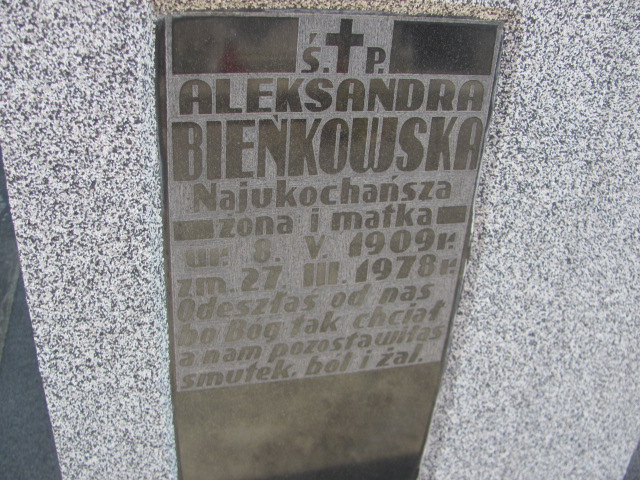 Ś. P.
ALEKSANDRA
BIEŃKOWSKA
Najukochańsza
żona i matka
ur. 8. V. 1909 r.
zm. 27. III. 1978 r.
Odeszłaś od nas
bo Bóg tak chciał
a nam pozostawiłaś
smutek, ból i żal.